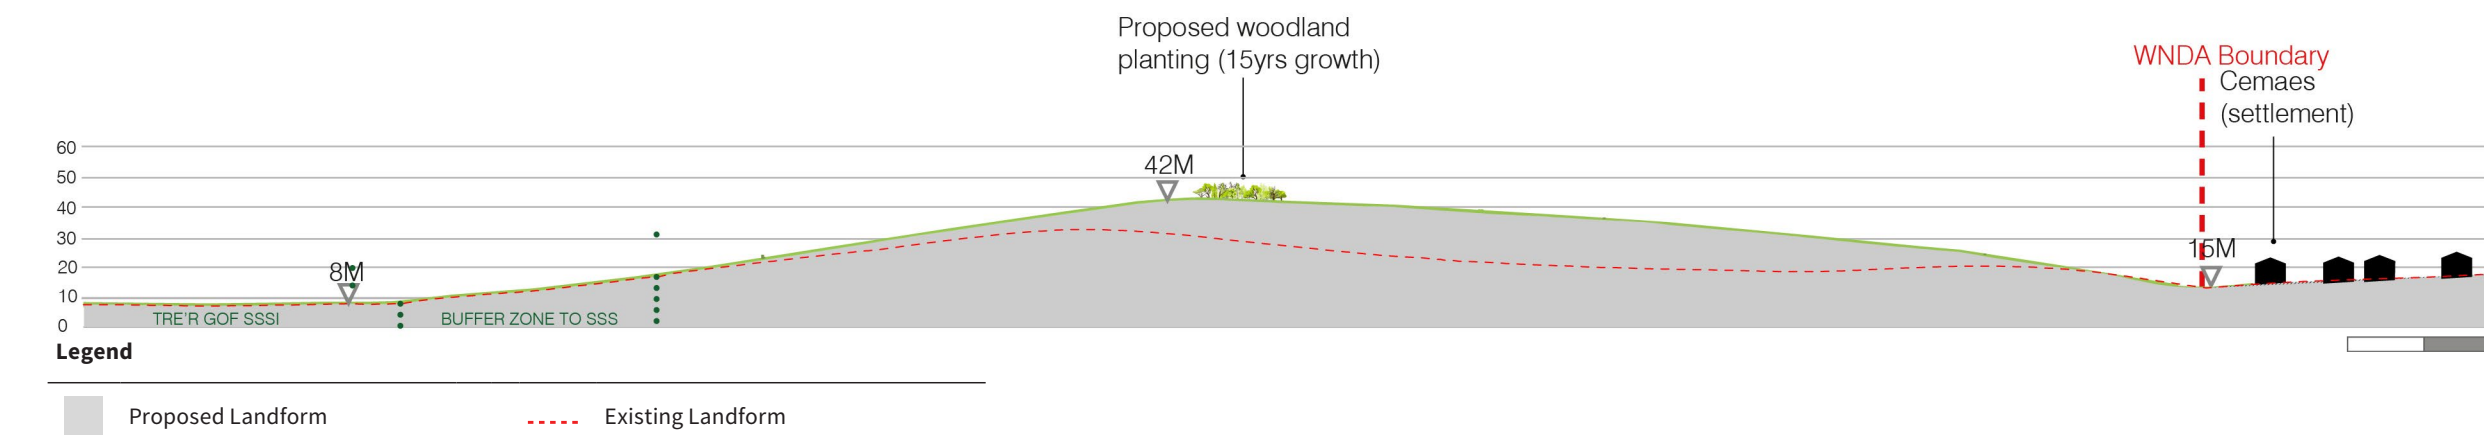 Proposed woodland
planting (15yrs growth)
WNDA Boundary
Cemaes
(settlement)
60
50
40
30
20
10
0
42M
8M
15M
TRE'R GOF SSSI
BUFFER ZONE TO SSS
Legend
Proposed Landform
Existing Landform